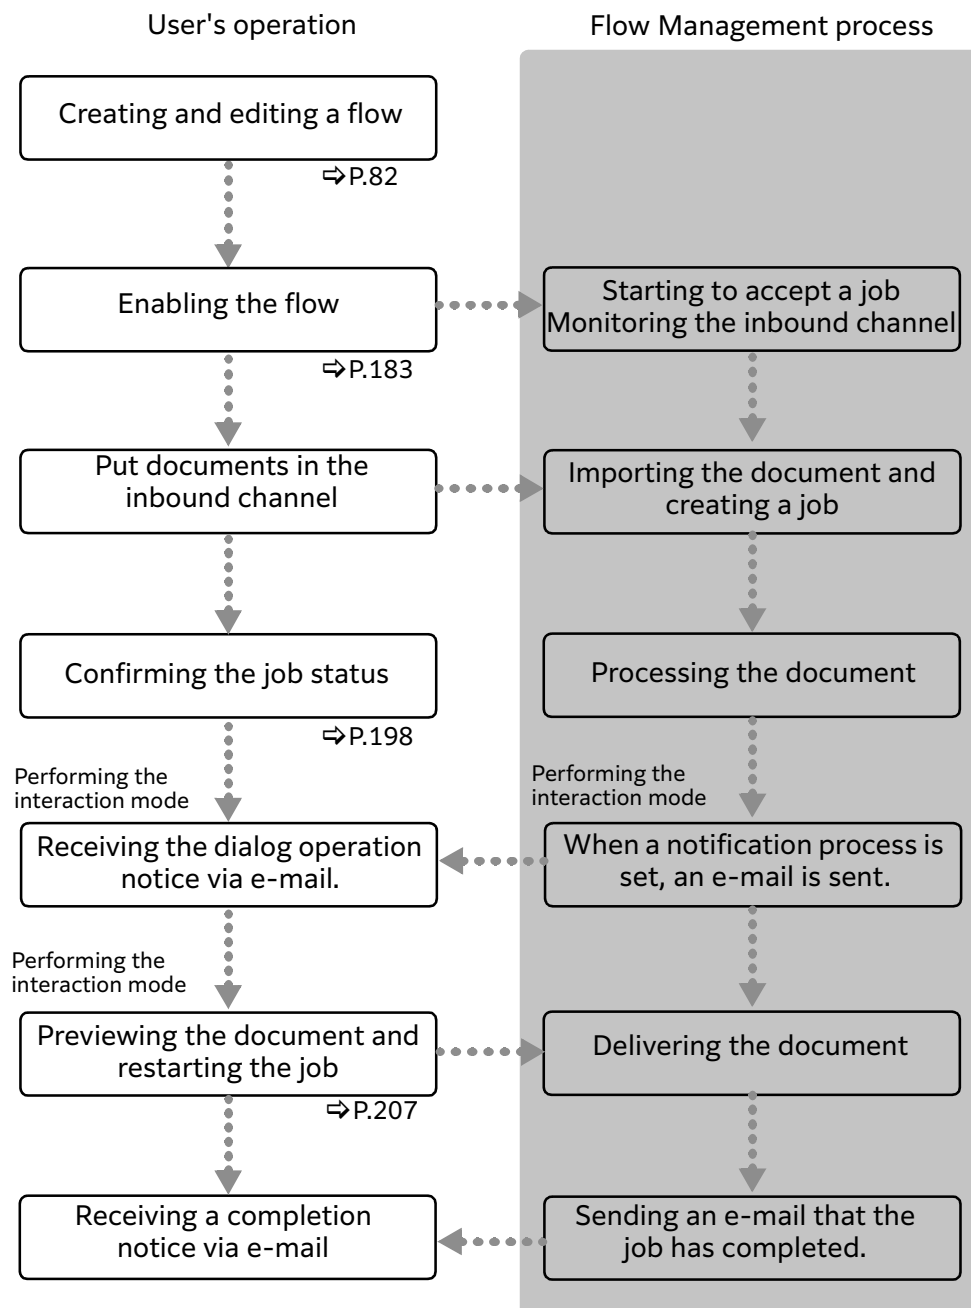 User's operation
Flow Management process
Creating and editing a flow
⇨P.82
Enabling the flow
Starting to accept a job
Monitoring the inbound channel
⇨P.183
Put documents in the
inbound channel
Importing the document and
creating a job
Confirming the job status
Processing the document
⇨P.198
Performing the
interaction mode
Performing the
interaction mode
Receiving the dialog operation
notice via e-mail.
When a notification process is
set, an e-mail is sent.
Performing the
interaction mode
Previewing the document and
restarting the job
Delivering the document
⇨P.207
Receiving a completion
notice via e-mail
Sending an e-mail that the
job has completed.